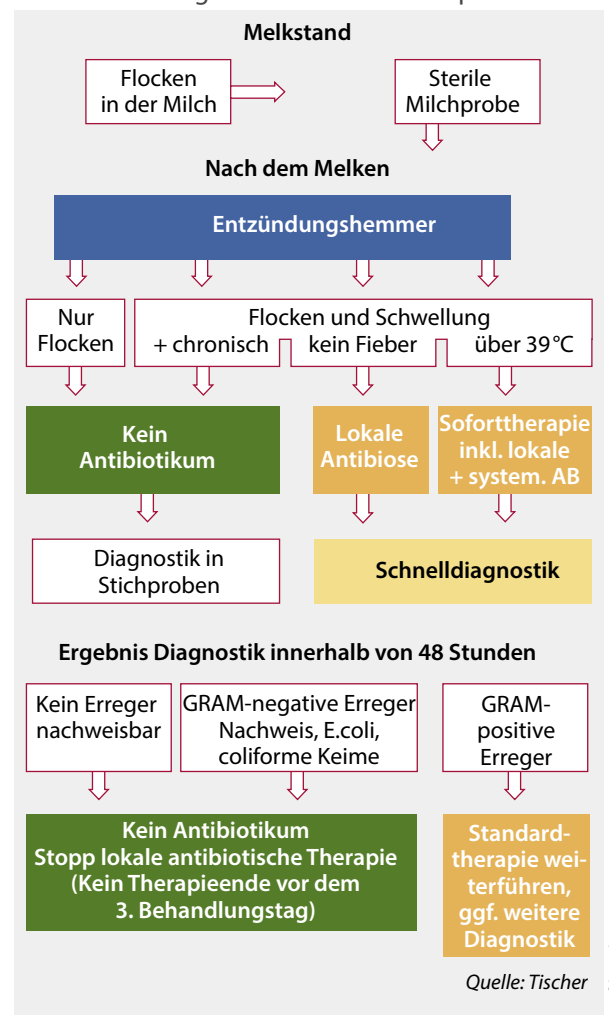 Melkstand
Flocken
in der Milch
Sterile
Milchprobe
Nach dem Melken
Entzündungshemmer
Nur
Flocken
Flocken und Schwellung
+ chronisch
kein Fieber
über 39 °C
Kein
Antibiotikum
Lokale
Antibiose
Soforttherapie
inkl. lokale
+ system. AB
Diagnostik in
Stichproben
Schnelldiagnostik
Ergebnis Diagnostik innerhalb von 48 Stunden
Kein Erreger
nachweisbar
GRAM-negative Erreger
Nachweis, E.coli,
coliforme Keime
GRAM-
positive
Erreger
Kein Antibiotikum
Stopp lokale antibiotische Therapie
(Kein Therapieende vor dem
3. Behandlungstag)
Standard-
therapie wei-
terführen,
ggf. weitere
Diagnostik
Quelle: Tischer